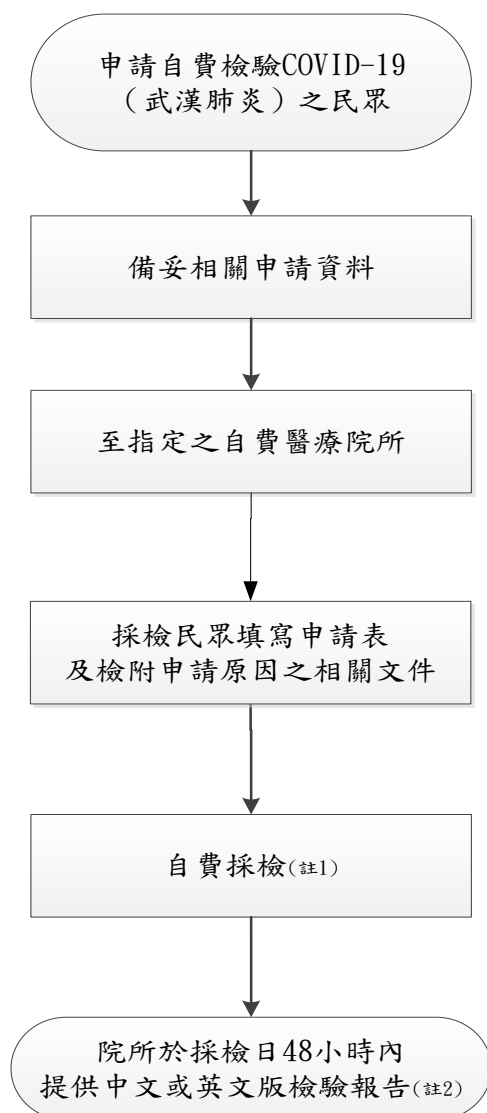 申請自費檢驗COVID-19
（武漢肺炎）之民眾
備妥相關申請資料
至指定之自費醫療院所
採檢民眾填寫申請表
及檢附申請原因之相關文件
自費採檢(註1)
院所於採檢日48小時內
提供中文或英文版檢驗報告(註2)